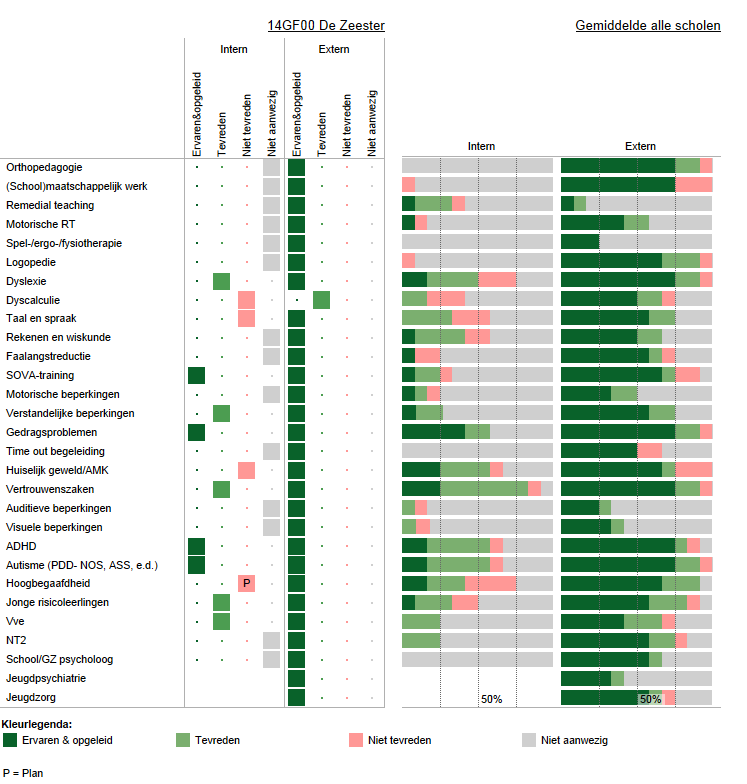 14GF00 De Zeester
Gemiddelde alle scholen
Intern
Extern
Ervaren&opgeleid
Tevreden
Niet tevreden
Niet aanwezig
Ervaren&opgeleid
Tevreden
Niet tevreden
Niet aanwezig
Intern
Extern
Orthopedagogie
(School)maatschappelijk werk
Remedial teaching
Motorische RT
Spel-/ergo-/fysiotherapie
Logopedie
Dyslexie
Dyscalculie
Taal en spraak
Rekenen en wiskunde
Faalangstreductie
SOVA-training
Motorische beperkingen
Verstandelijke beperkingen
Gedragsproblemen
Time out begeleiding
Huiselijk geweld/AMK
Vertrouwenszaken
Auditieve beperkingen
Visuele beperkingen
ADHD
Autisme (PDD- NOS, ASS, e.d.)
Hoogbegaafdheid P
Jonge risicoleerlingen
Vve
NT2
School/GZ psycholoog
Jeugdpsychiatrie
Jeugdzorg 50% 50%
Kleurlegenda:
Ervaren & opgeleid Tevreden Niet tevreden Niet aanwezig
P = Plan